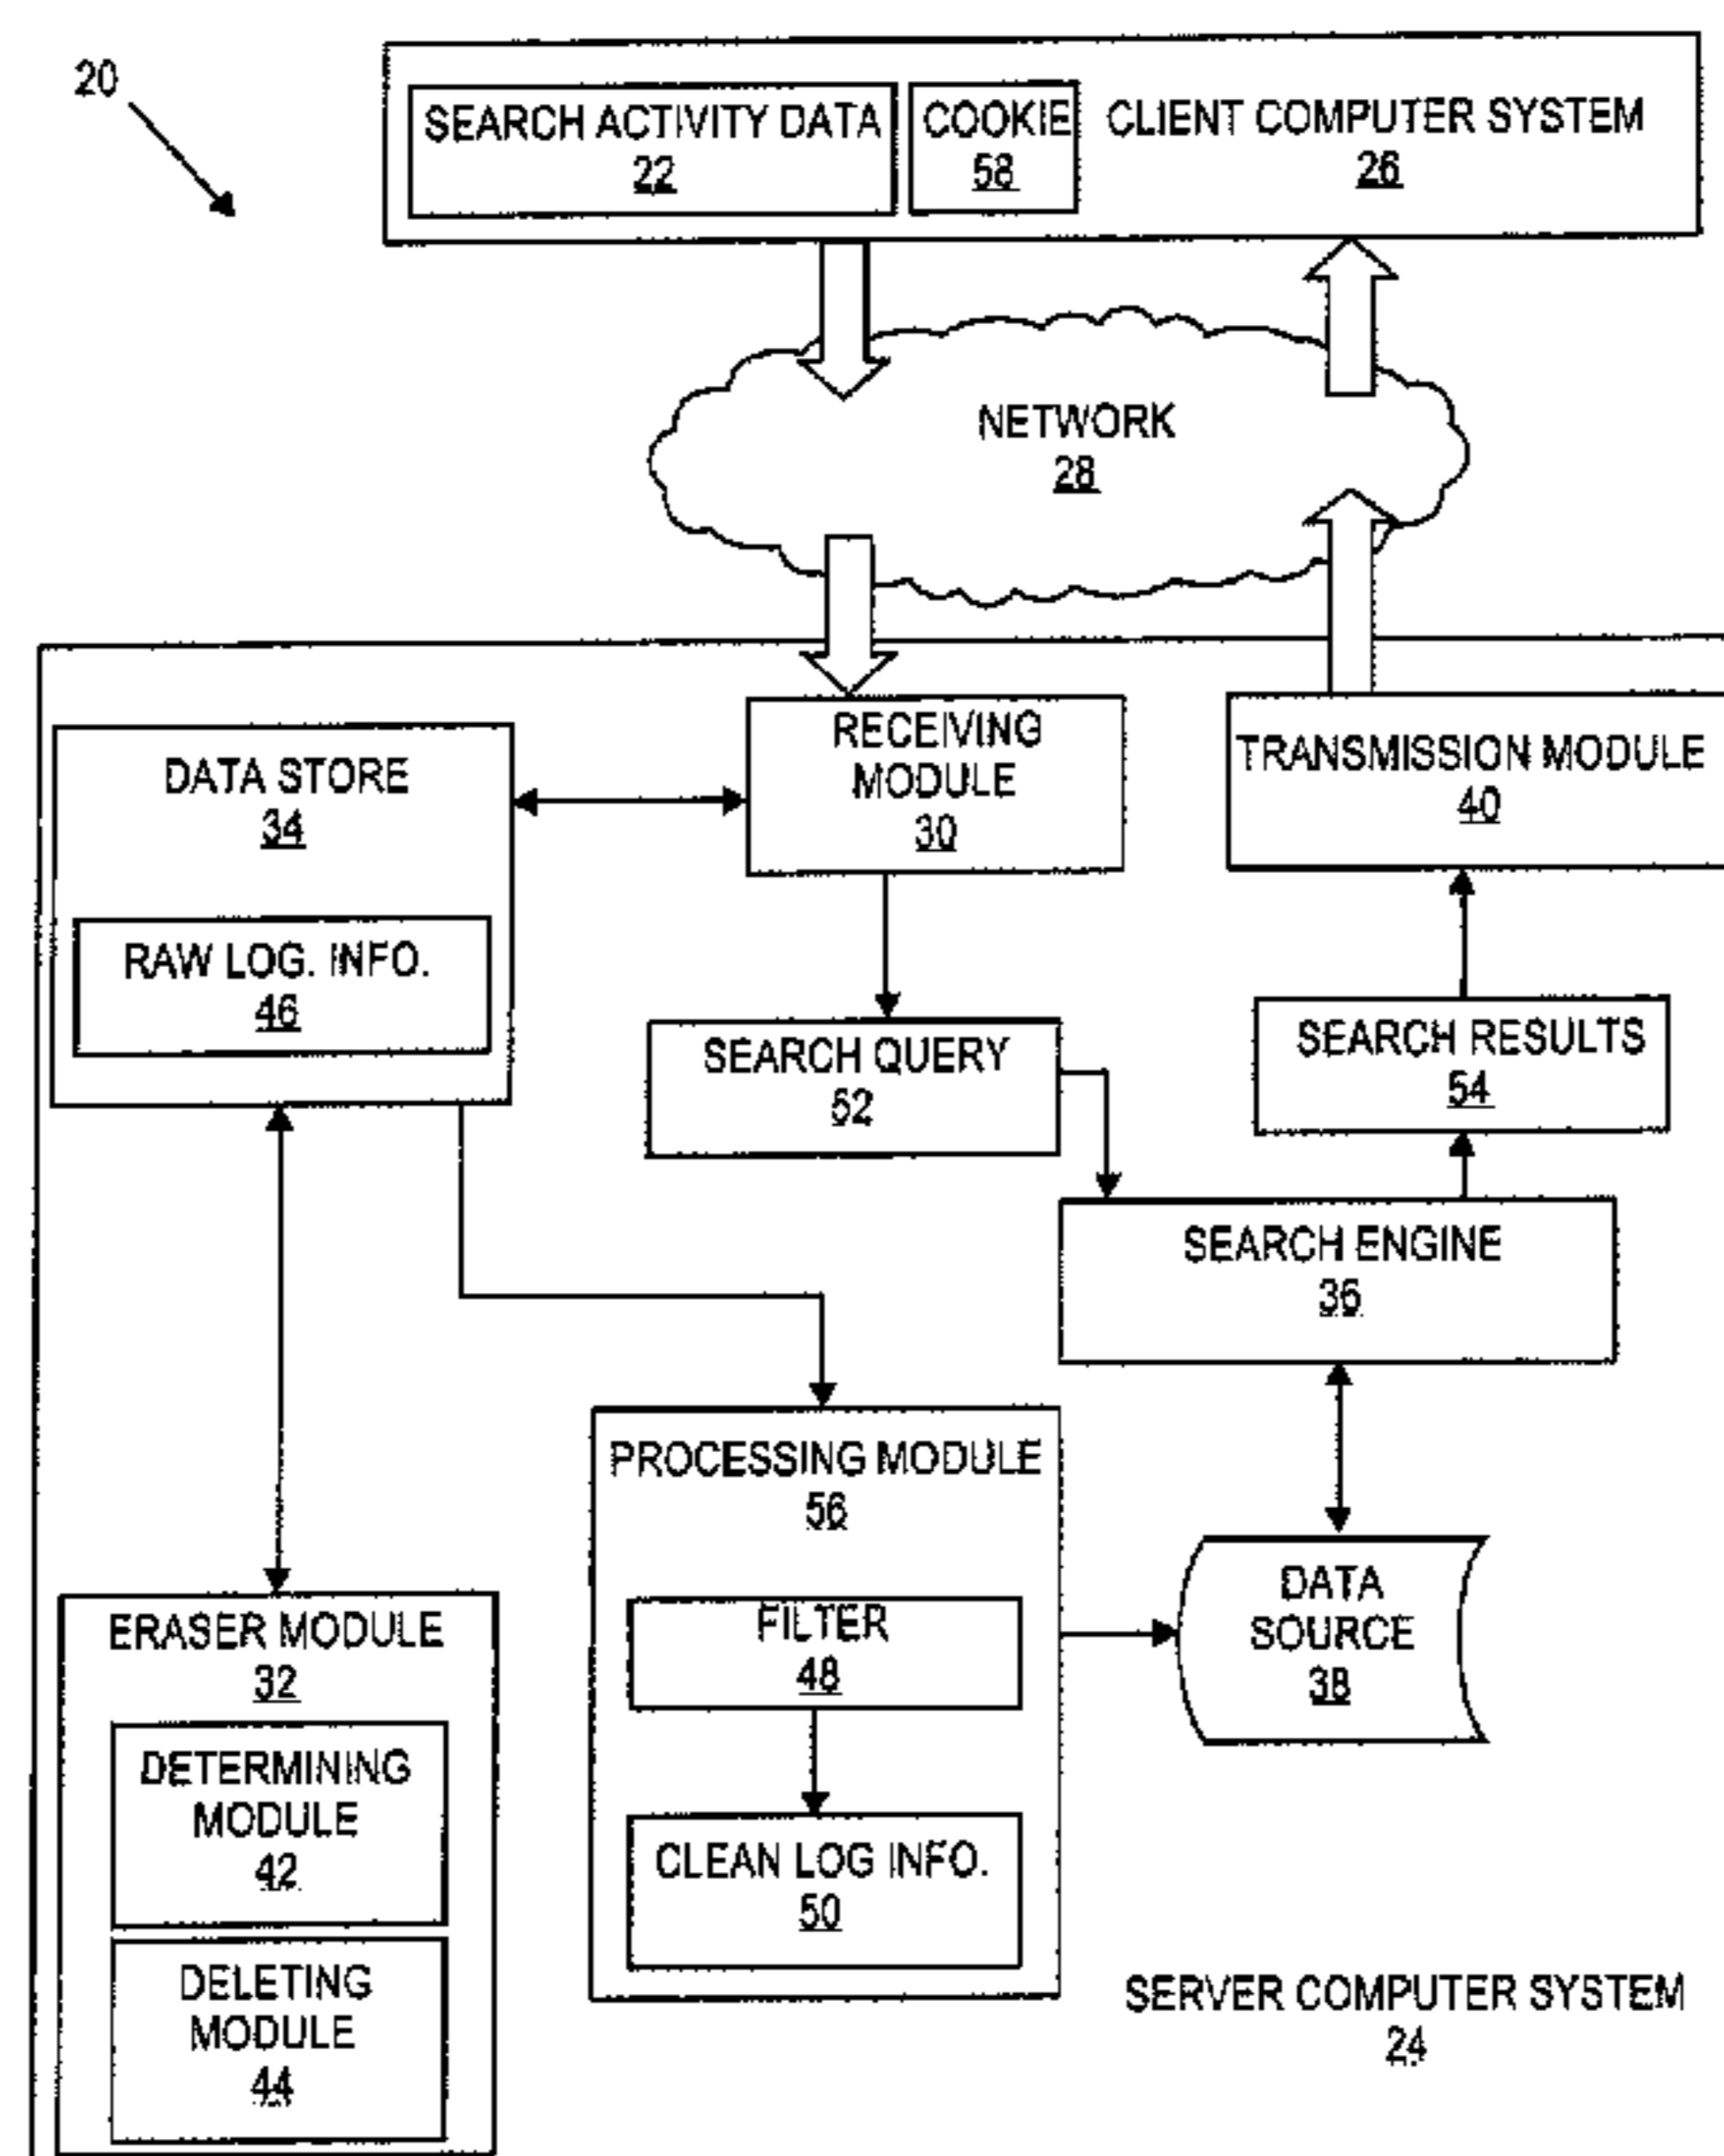 20
SEARCH ACTIVITY DATA
22
COOKIE
58
CLIENT COMPUTER SYSTEM
26
NETWORK
28
DATA STORE
34
RAW LOG. INFO.
46
RECEIVING
MODULE
30
TRANSMISSION MODULE
40
SEARCH QUERY
52
SEARCH RESULTS
54
SEARCH ENGINE
36
PROCESSING MODULE
56
FILTER
48
CLEAN LOG INFO.
50
DATA
SOURCE
38
ERASER MODULE
32
DETERMINING
MODULE
42
DELETING
MODULE
44
SERVER COMPUTER SYSTEM
24